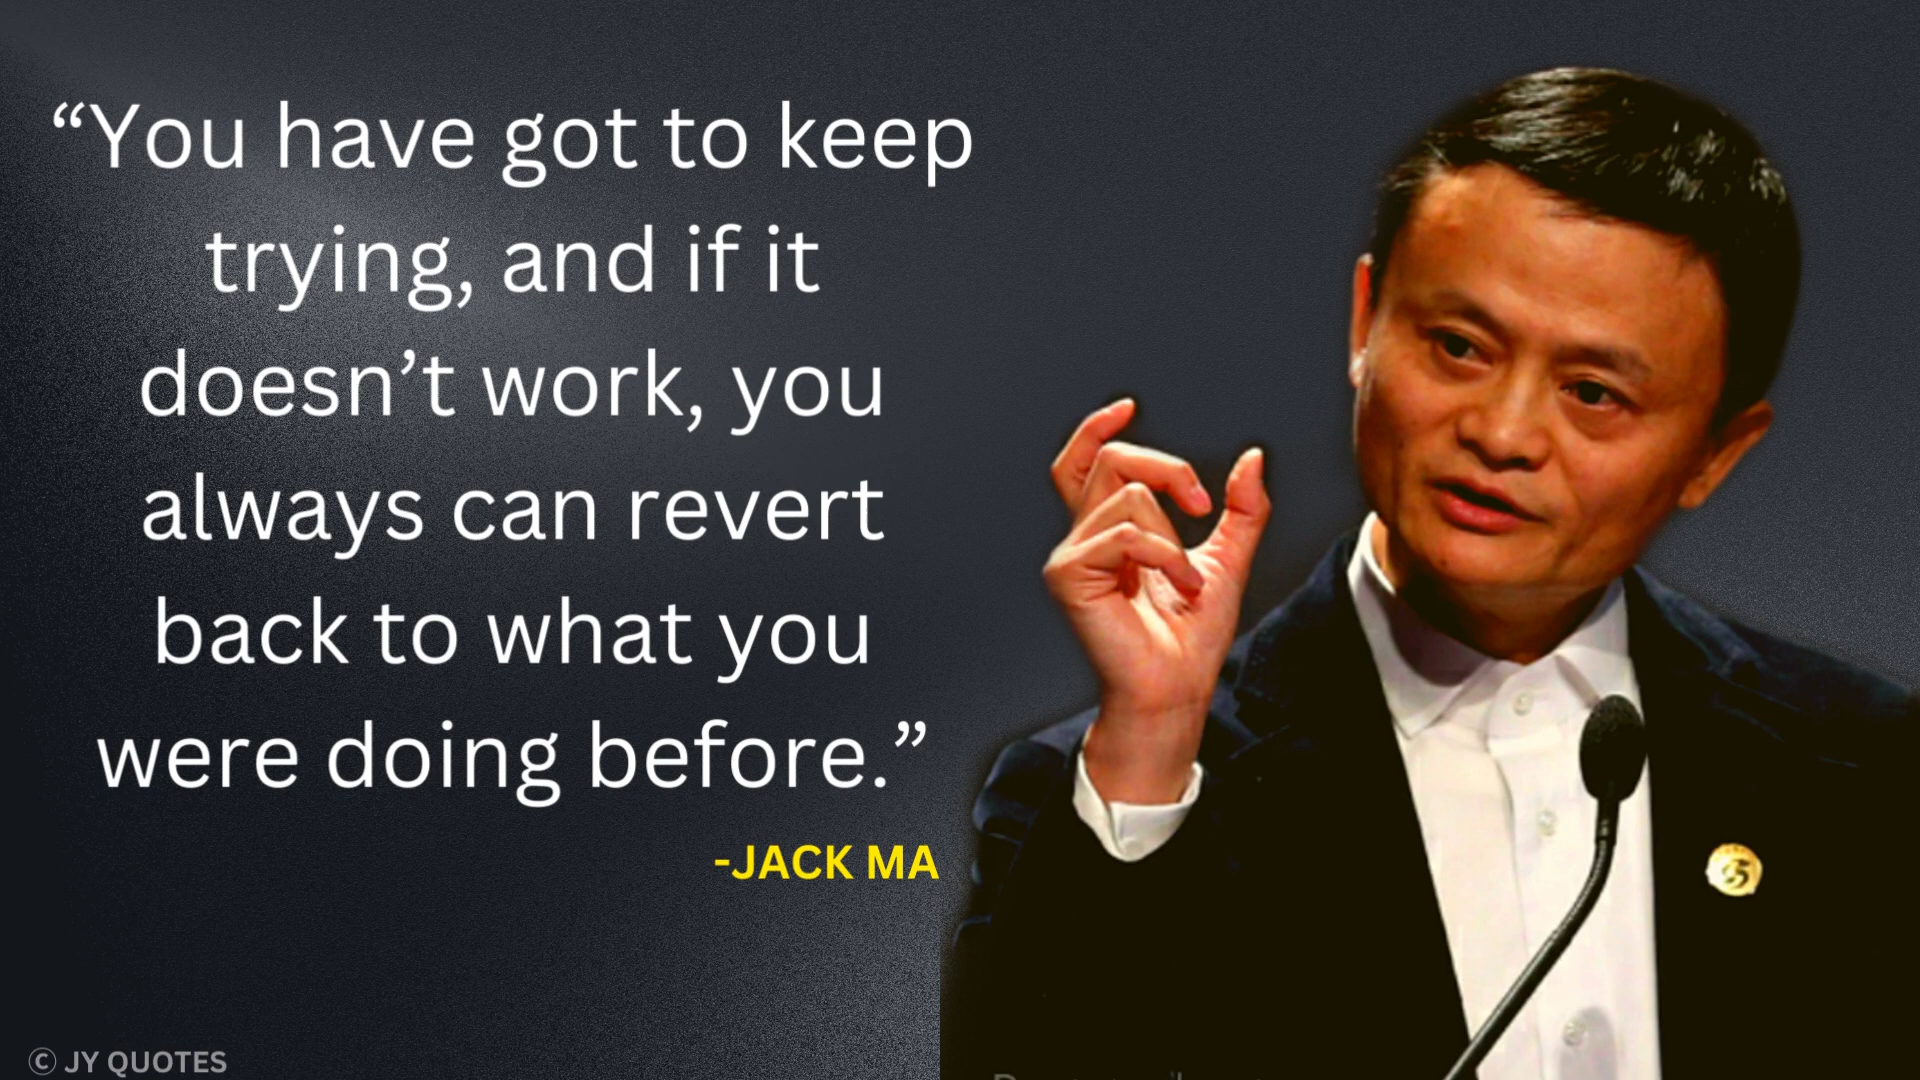 “You have got to keep
trying, and if it
doesn’t work, you
always can revert
back to what you
were doing before.”
-JACK MA
© JY QUOTES